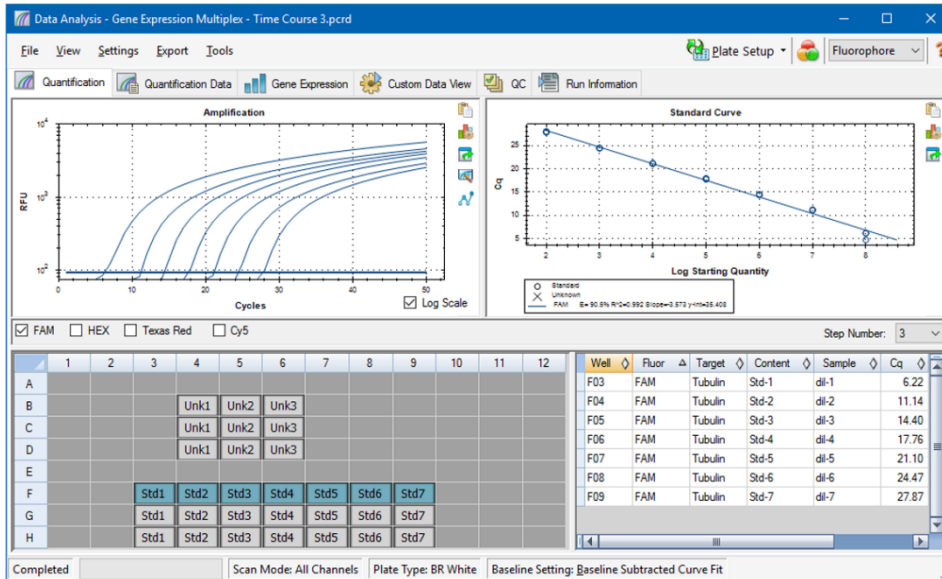 Data Analysis - Gene Expression Multiplex - Time Course 3.pcrd
File View Settings Export Tools
Plate Setup
Fluorophore
?
Quantification Quantification Data Gene Expression Custom Data View QC Run Information
Amplification
10^4
10^3
10^2
RFU
0 10 20 30 40 50
Cycles
Log Scale
Standard Curve
25
20
15
10
5
Cq
2 3 4 5 6 7 8
Log Starting Quantity
Standard
Unknown
FAM E= 90.5% R^2=0.992 Slope=-3.573 y-int=35.408
FAM HEX Texas Red Cy5
Step Number: 3
1 2 3 4 5 6 7 8 9 10 11 12
A
B Unk1 Unk2 Unk3
C Unk1 Unk2 Unk3
D Unk1 Unk2 Unk3
E
F Std1 Std2 Std3 Std4 Std5 Std6 Std7
G Std1 Std2 Std3 Std4 Std5 Std6 Std7
H Std1 Std2 Std3 Std4 Std5 Std6 Std7
Well Fluor Target Content Sample Cq
F03 FAM Tubulin Std-1 dil-1 6.22
F04 FAM Tubulin Std-2 dil-2 11.14
F05 FAM Tubulin Std-3 dil-3 14.40
F06 FAM Tubulin Std-4 dil-4 17.76
F07 FAM Tubulin Std-5 dil-5 21.10
F08 FAM Tubulin Std-6 dil-6 24.47
F09 FAM Tubulin Std-7 dil-7 27.87
Completed
Scan Mode: All Channels
Plate Type: BR White
Baseline Setting: Baseline Subtracted Curve Fit